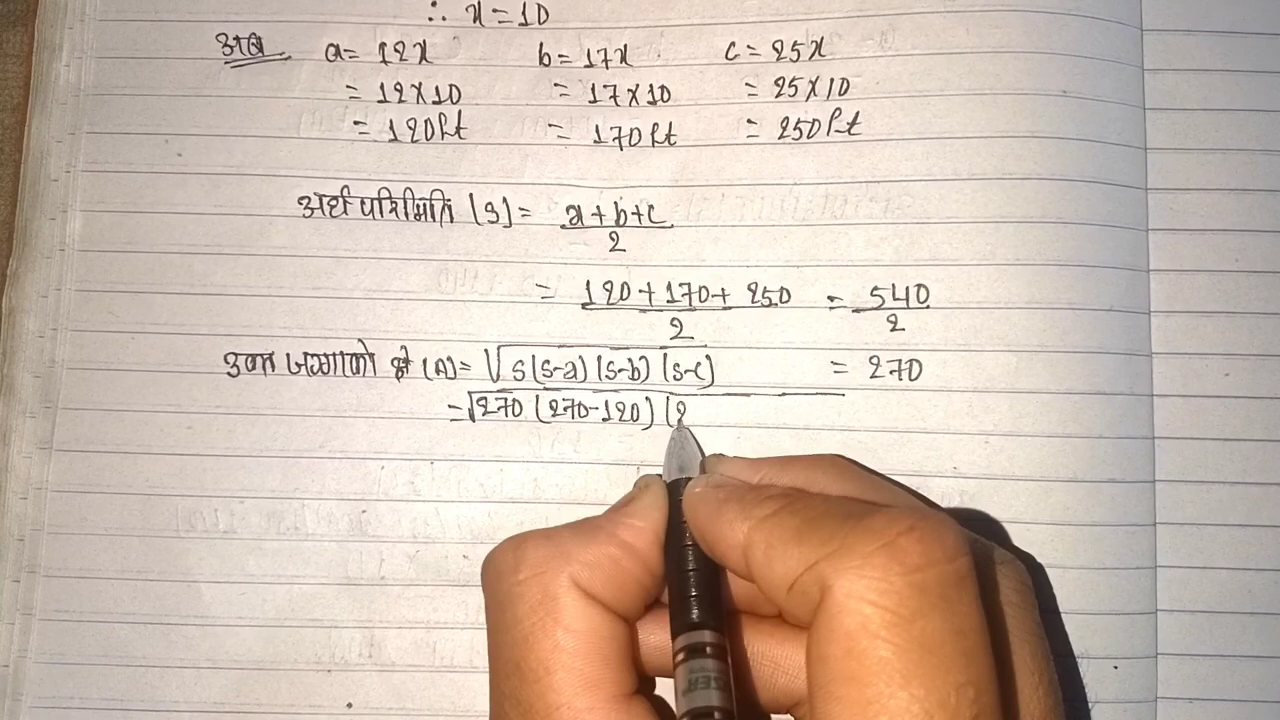 ∴ x = 10
अब a = 12x b = 17x c = 25x
= 12×10 = 17×10 = 25×10
= 120ft = 170ft = 250ft
अर्ध परिमिति (s) = a+b+c / 2
= 120+170+250 / 2 = 540 / 2
उक्त जग्गाको क्षे (A) = √s(s-a)(s-b)(s-c) = 270
= √270 (270-120) (2